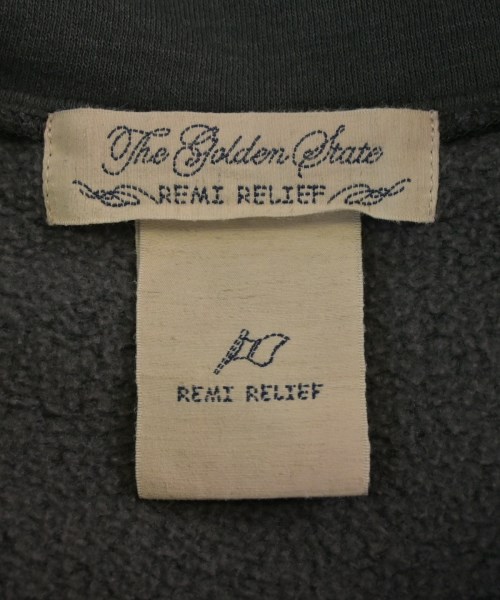 The Golden State
REMI RELIEF
REMI RELIEF